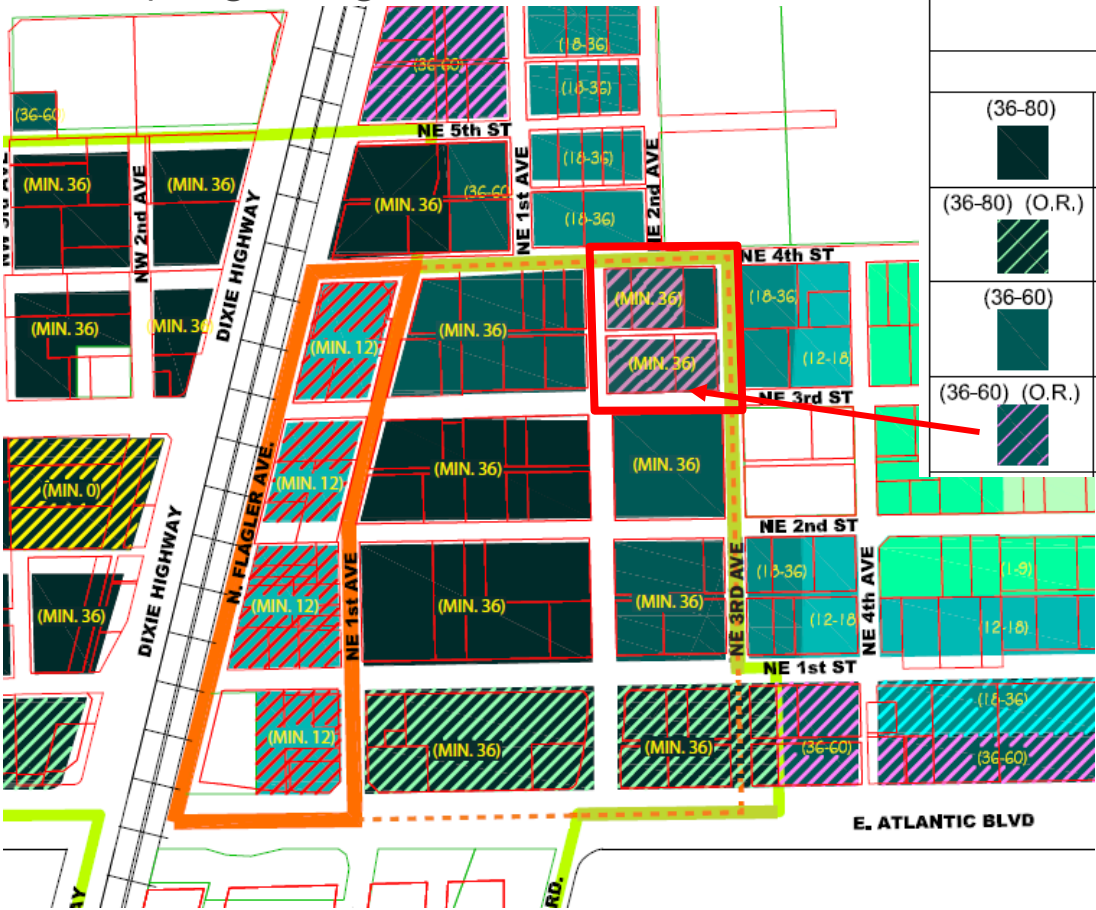 (18-36)
(36-60)
(18-36)
(36-80)
(36-60)
NE 5th ST
(18-36)
(MIN. 36)
(MIN. 36)
NW 2nd AVE
(MIN. 36)
(36-60
NE 1st AVE
(18-36)
NE 2nd AVE
(36-80) (O.R.)
DIXIE HIGHWAY
NE 4th ST
(MIN. 36)
(18-36)
(36-60)
(MIN. 36)
(MIN. 36)
(MIN. 36)
(MIN. 12)
(MIN. 36)
(12-18)
NE 3rd ST
(36-60) (O.R.)
(MIN. 0)
(MIN. 12)
(MIN. 36)
(MIN. 36)
N. FLAGLER AVE.
NE 2nd ST
DIXIE HIGHWAY
(MIN. 36)
(MIN. 12)
NE 1st AVE
(MIN. 36)
(MIN. 36)
NE 3RD AVE
(18-36)
(12-18)
NE 4th AVE
(1-9)
(12-18)
NE 1st ST
(MIN. 12)
(MIN. 36)
(MIN. 36)
(36-60)
(18-36)
(36-60)
E. ATLANTIC BLVD
RD.